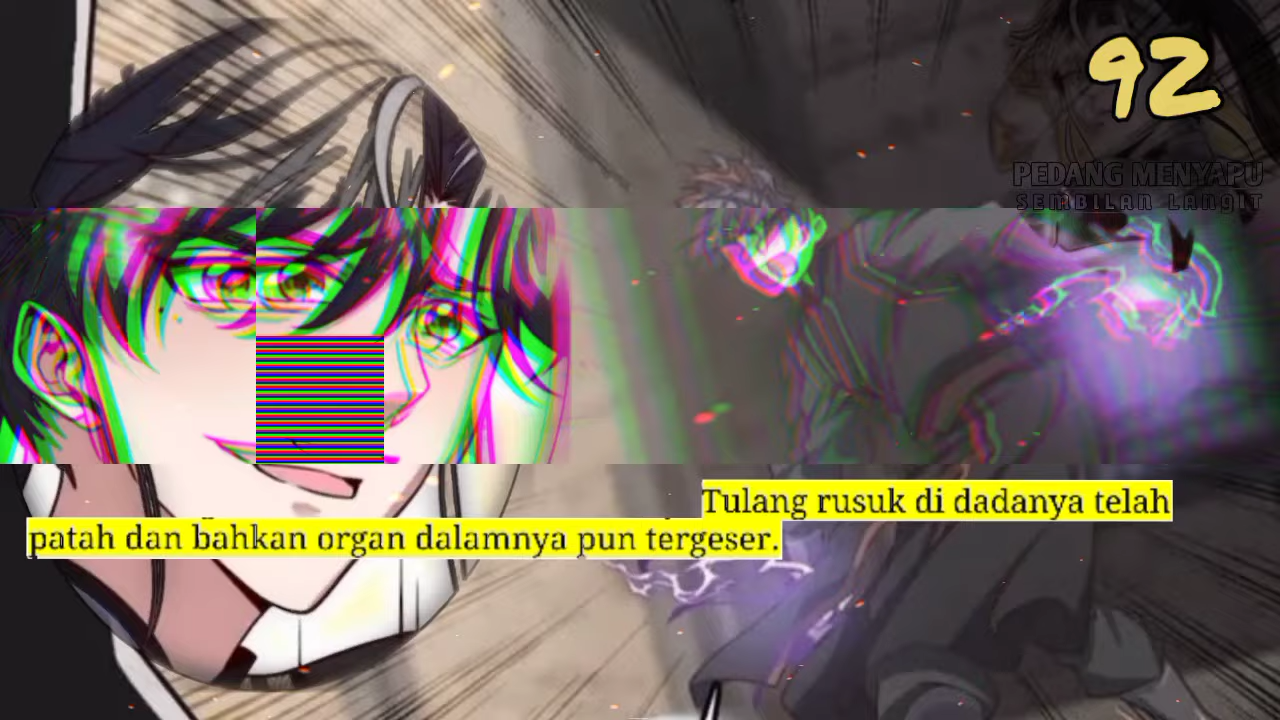 92
PEDANG MENYAPU
SEMBILAN LANGIT
Tulang rusuk di dadanya telah
patah dan bahkan organ dalamnya pun tergeser.